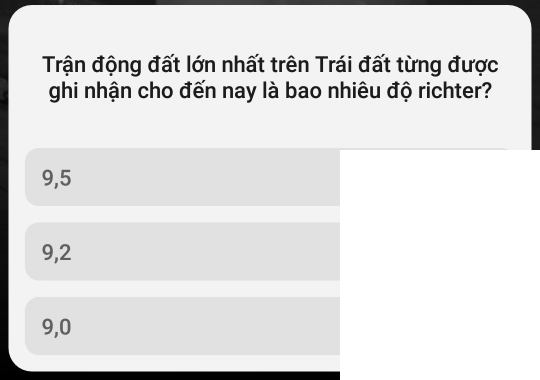 Trận động đất lớn nhất trên Trái đất từng được
ghi nhận cho đến nay là bao nhiêu độ richter?
9,5
9,2
9,0